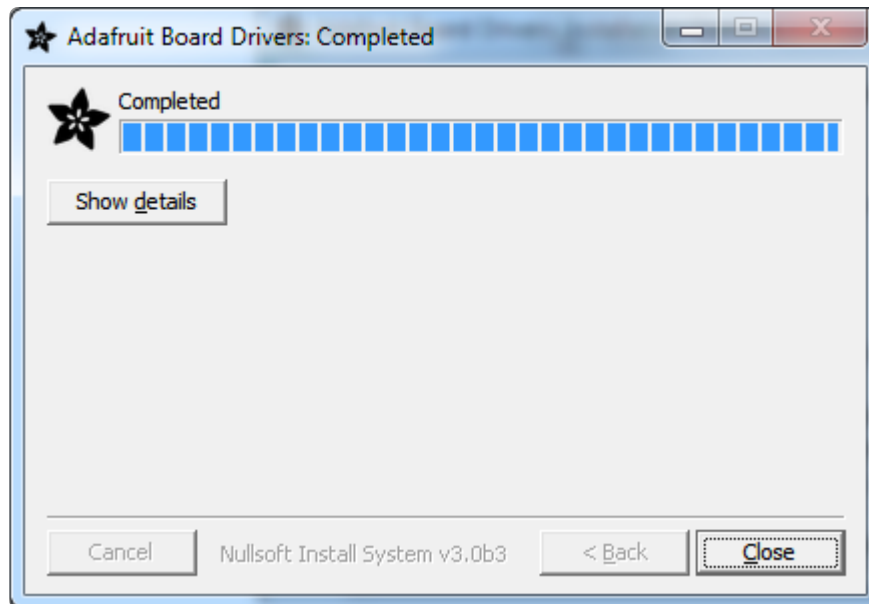 Adafruit Board Drivers: Completed
Completed
Show details
Cancel
Nullsoft Install System v3.0b3
< Back
Close